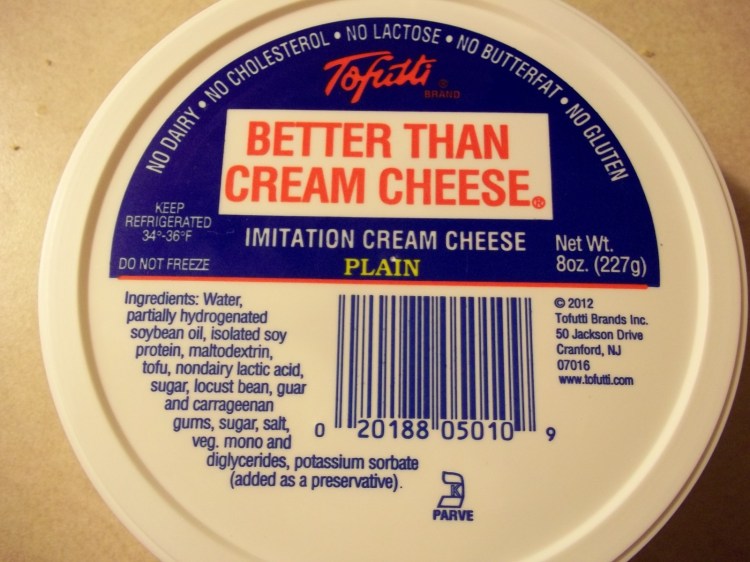 NO DAIRY • NO CHOLESTEROL • NO LACTOSE • NO BUTTERFAT • NO GLUTEN
Tofutti ®
BRAND
BETTER THAN
CREAM CHEESE®
KEEP
REFRIGERATED
34°-36°F
DO NOT FREEZE
IMITATION CREAM CHEESE
PLAIN
Net Wt.
8oz. (227g)
Ingredients: Water,
partially hydrogenated
soybean oil, isolated soy
protein, maltodextrin,
tofu, nondairy lactic acid,
sugar, locust bean, guar
and carrageenan
gums, sugar, salt,
veg. mono and
diglycerides, potassium sorbate
(added as a preservative).
0 20188 05010 9
© 2012
Tofutti Brands Inc.
50 Jackson Drive
Cranford, NJ
07016
www.tofutti.com
K
PARVE